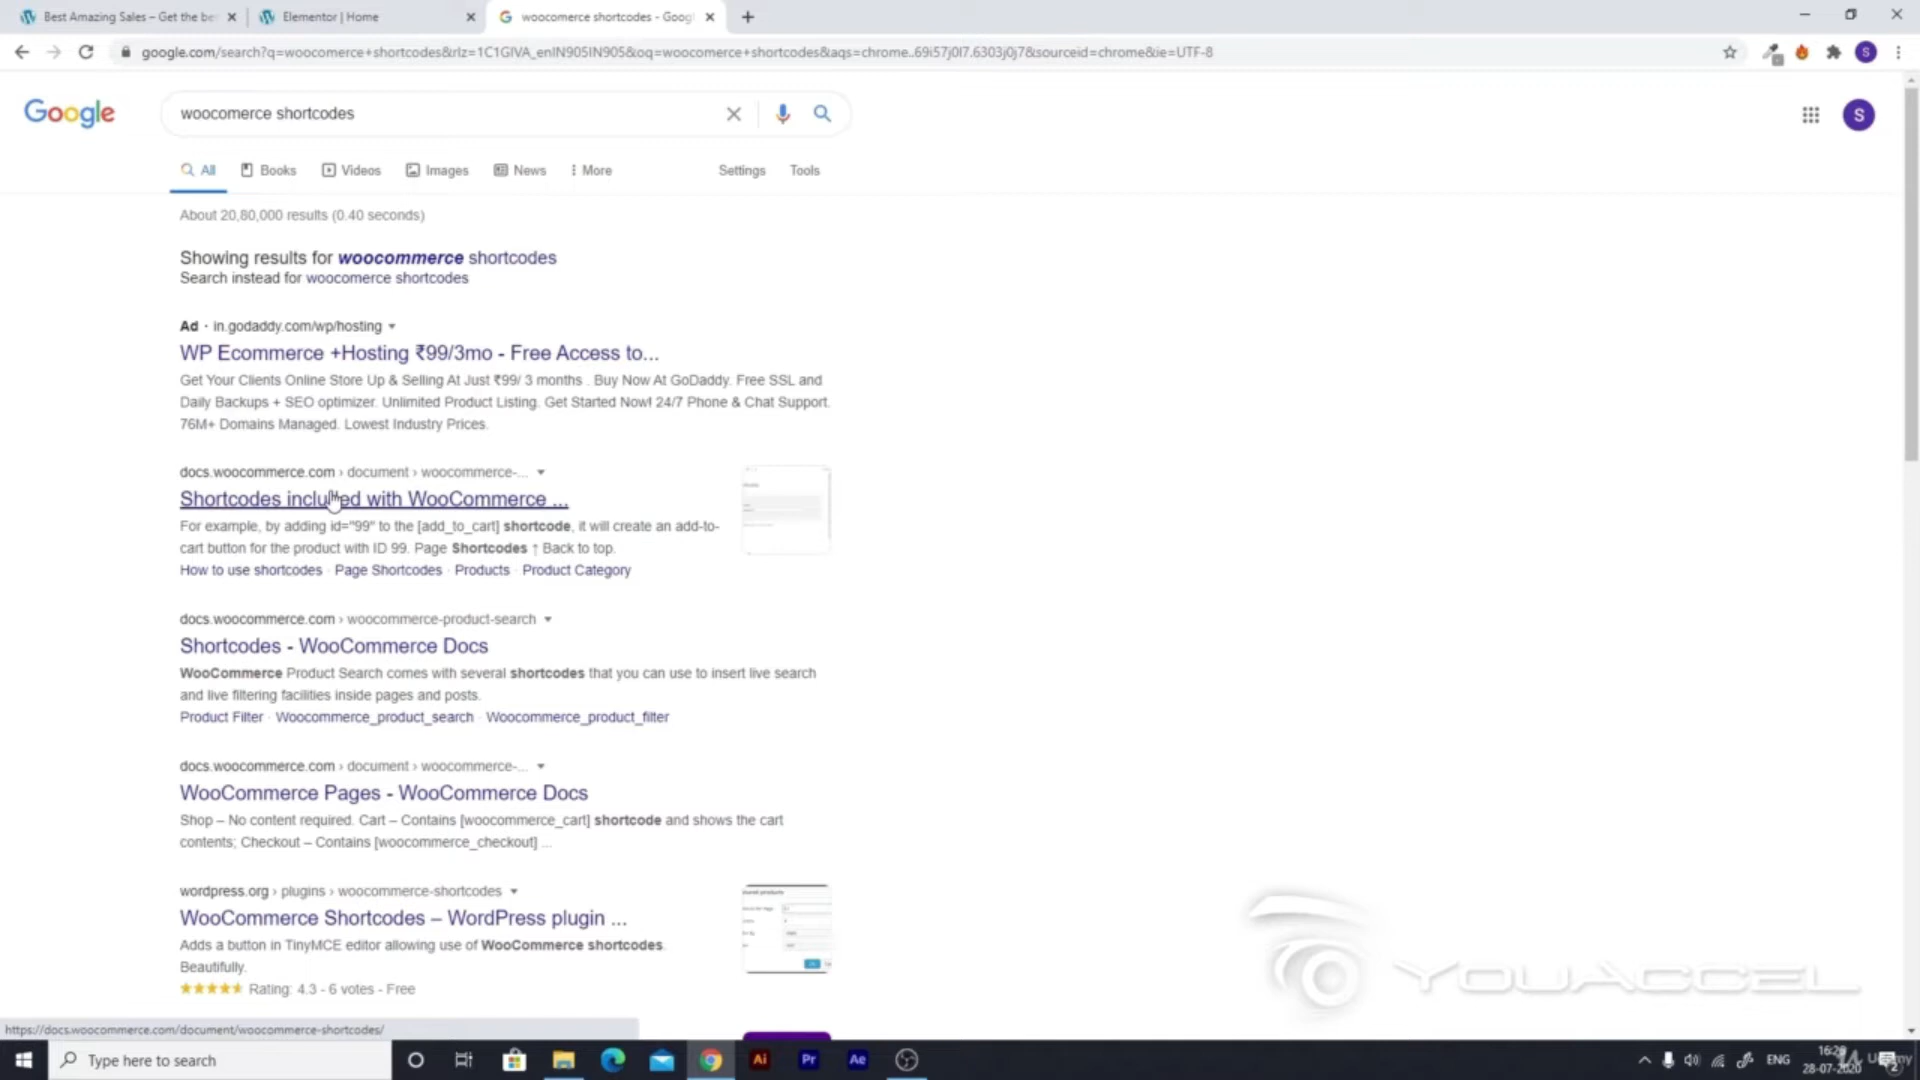 Best Amazing Sales – Get the be
Elementor | Home
woocomerce shortcodes - Goog
google.com/search?q=woocomerce+shortcodes&rlz=1C1GIVA_enIN905IN905&oq=woocomerce+shortcodes&aqs=chrome..69i57j0l7.6303j0j7&sourceid=chrome&ie=UTF-8
S
Google
woocomerce shortcodes
S
All
Books
Videos
Images
News
More
Settings
Tools
About 20,80,000 results (0.40 seconds)
Showing results for woocommerce shortcodes
Search instead for woocomerce shortcodes
Ad · in.godaddy.com/wp/hosting
WP Ecommerce +Hosting ₹99/3mo - Free Access to...
Get Your Clients Online Store Up & Selling At Just ₹99/ 3 months . Buy Now At GoDaddy. Free SSL and
Daily Backups + SEO optimizer. Unlimited Product Listing. Get Started Now! 24/7 Phone & Chat Support.
76M+ Domains Managed. Lowest Industry Prices.
docs.woocommerce.com › document › woocommerce-...
Shortcodes included with WooCommerce ...
For example, by adding id="99" to the [add_to_cart] shortcode, it will create an add-to-
cart button for the product with ID 99. Page Shortcodes ↑ Back to top.
How to use shortcodes · Page Shortcodes · Products · Product Category
docs.woocommerce.com › woocommerce-product-search
Shortcodes - WooCommerce Docs
WooCommerce Product Search comes with several shortcodes that you can use to insert live search
and live filtering facilities inside pages and posts.
Product Filter · Woocommerce_product_search · Woocommerce_product_filter
docs.woocommerce.com › document › woocommerce-...
WooCommerce Pages - WooCommerce Docs
Shop – No content required. Cart – Contains [woocommerce_cart] shortcode and shows the cart
contents; Checkout – Contains [woocommerce_checkout] ...
wordpress.org › plugins › woocommerce-shortcodes
WooCommerce Shortcodes – WordPress plugin ...
Adds a button in TinyMCE editor allowing use of WooCommerce shortcodes.
Beautifully.
Rating: 4.3 - 6 votes - Free
YOUACCEL
https://docs.woocommerce.com/document/woocommerce-shortcodes/
Type here to search
Ai
Pr
Ae
ENG
28-07-2020
Udemy
2